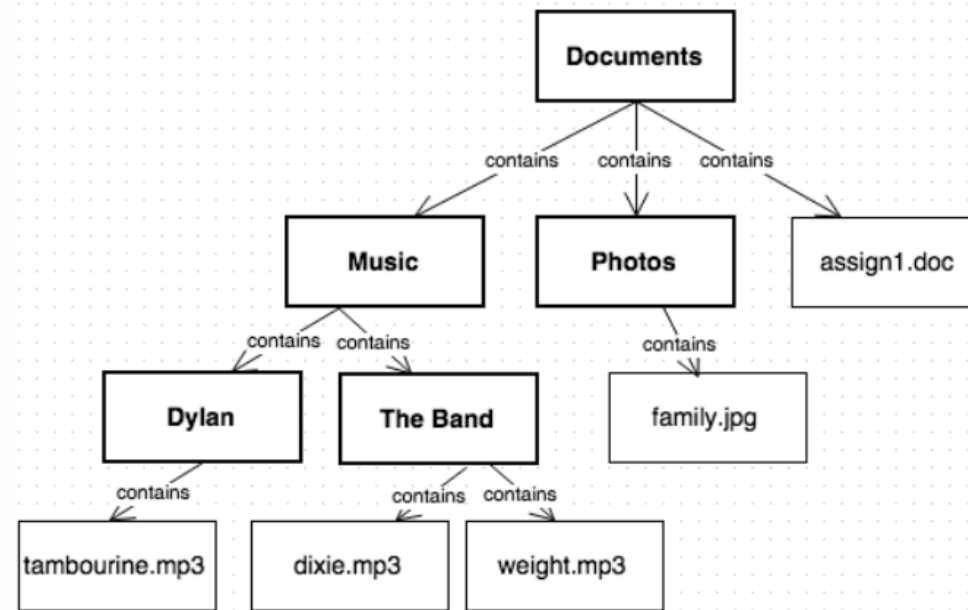 Documents
contains
contains
contains
Music
Photos
assign1.doc
contains
contains
contains
Dylan
The Band
family.jpg
contains
contains
contains
tambourine.mp3
dixie.mp3
weight.mp3